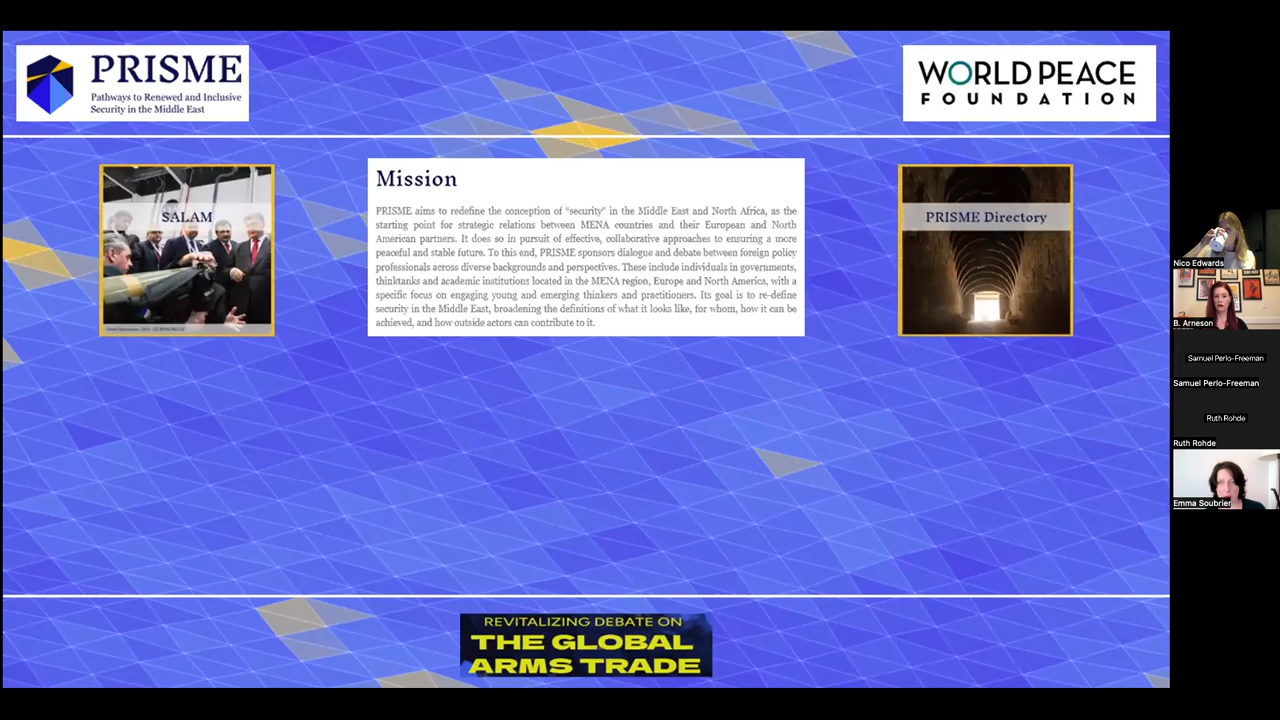 PRISME
Pathways to Renewed and Inclusive
Security in the Middle East
WORLD PEACE
FOUNDATION
SALAM
Mission
PRISME aims to redefine the conception of “security” in the Middle East and North Africa, as the
starting point for strategic relations between MENA countries and their European and North
American partners. It does so in pursuit of effective, collaborative approaches to ensuring a more
peaceful and stable future. To this end, PRISME sponsors dialogue and debate between foreign policy
professionals across diverse backgrounds and perspectives. These include individuals in governments,
thinktanks and academic institutions located in the MENA region, Europe and North America, with a
specific focus on engaging young and emerging thinkers and practitioners. Its goal is to re-define
security in the Middle East, broadening the definitions of what it looks like, for whom, how it can be
achieved, and how outside actors can contribute to it.
PRISME Directory
REVITALIZING DEBATE ON
THE GLOBAL
ARMS TRADE
Nico Edwards
B. Arneson
Samuel Perlo-Freeman
Samuel Perlo-Freeman
Ruth Rohde
Ruth Rohde
Emma Soubrier